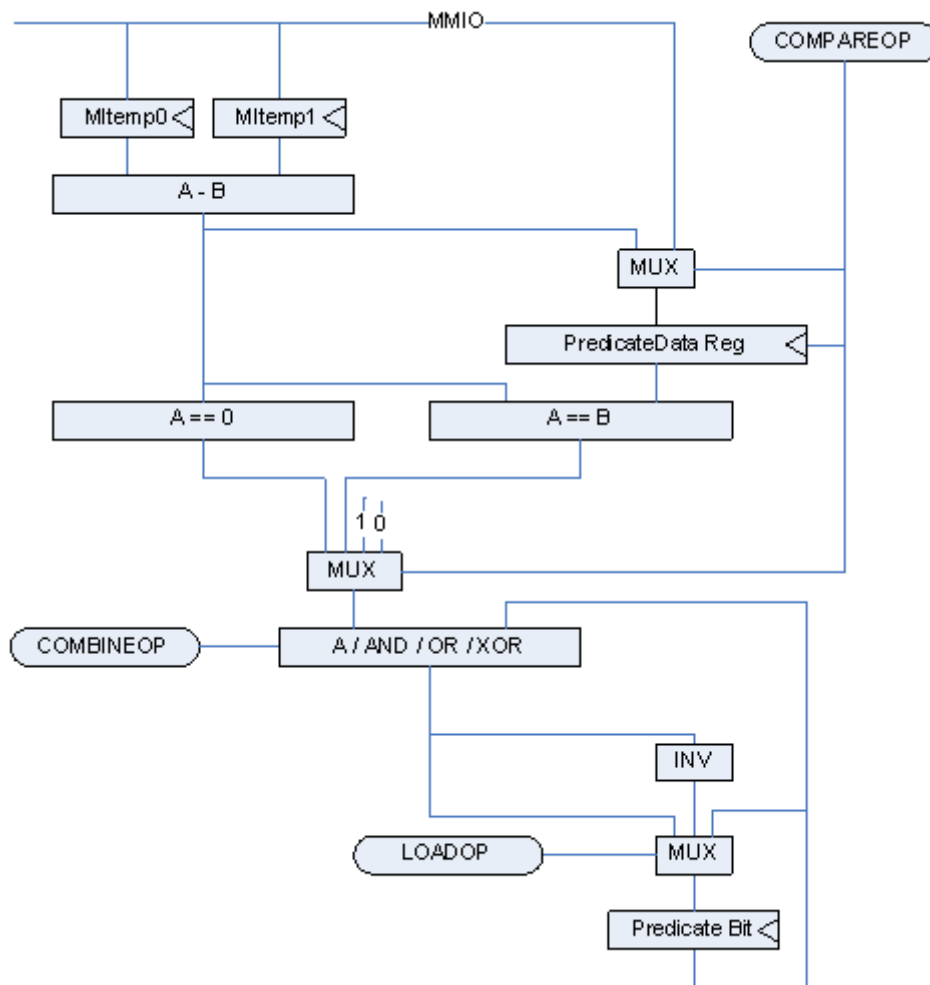 MMIO
COMPAREOP
MItemp0
MItemp1
A - B
MUX
PredicateData Reg
A == 0
A == B
1 0
MUX
COMBINEOP
A / AND / OR / XOR
INV
LOADOP
MUX
Predicate Bit